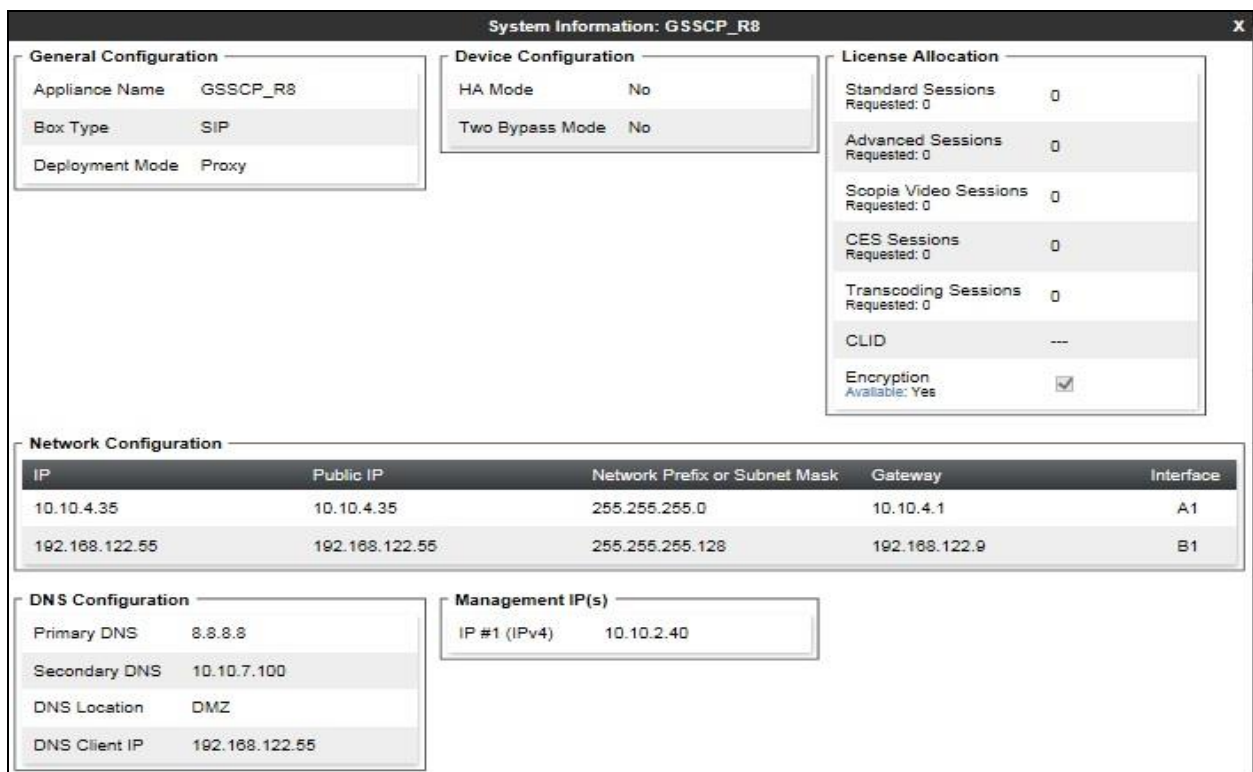 System Information: GSSCP_R8 X
General Configuration
Appliance Name GSSCP_R8
Box Type SIP
Deployment Mode Proxy
Device Configuration
HA Mode No
Two Bypass Mode No
License Allocation
Standard Sessions 0
Requested: 0
Advanced Sessions 0
Requested: 0
Scopia Video Sessions 0
Requested: 0
CES Sessions 0
Requested: 0
Transcoding Sessions 0
Requested: 0
CLID ---
Encryption
Available: Yes
Network Configuration
IP Public IP Network Prefix or Subnet Mask Gateway Interface
10.10.4.35 10.10.4.35 255.255.255.0 10.10.4.1 A1
192.168.122.55 192.168.122.55 255.255.255.128 192.168.122.9 B1
DNS Configuration
Primary DNS 8.8.8.8
Secondary DNS 10.10.7.100
DNS Location DMZ
DNS Client IP 192.168.122.55
Management IP(s)
IP #1 (IPv4) 10.10.2.40